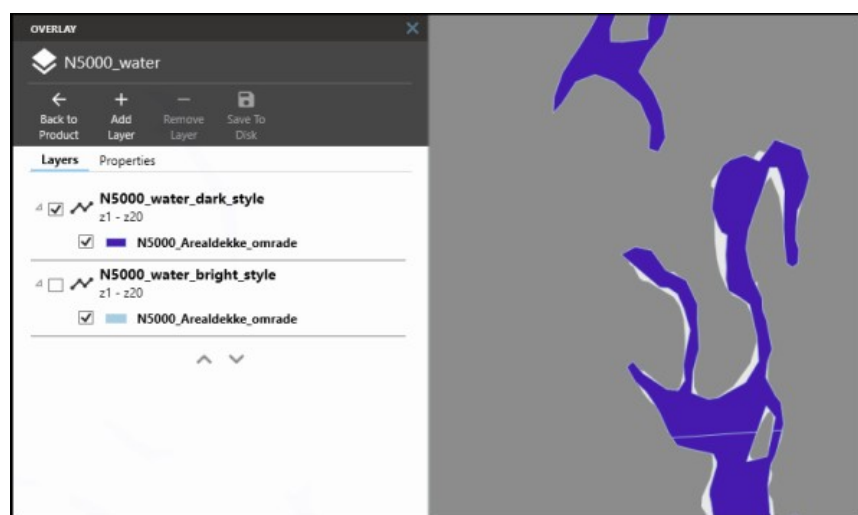 OVERLAY
N5000_water
Back to Product
Add Layer
Remove Layer
Save To Disk
Layers Properties
N5000_water_dark_style
z1 - z20
N5000_Arealdekke_omrade
N5000_water_bright_style
z1 - z20
N5000_Arealdekke_omrade